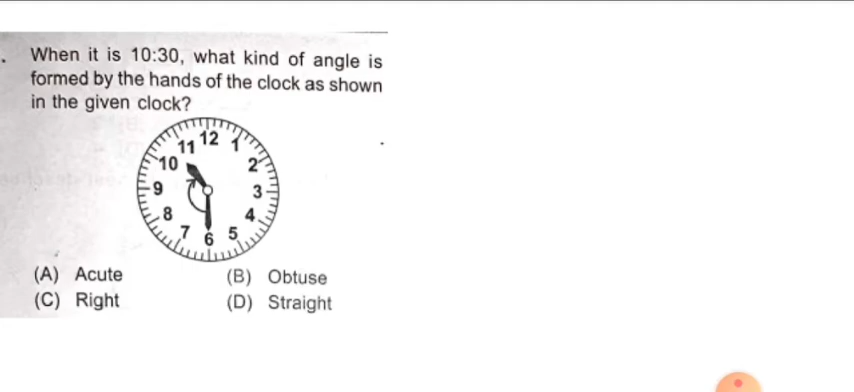 . When it is 10:30, what kind of angle is
formed by the hands of the clock as shown
in the given clock?
11 12 1
10 2
9 3
8 4
7 6 5
(A) Acute (B) Obtuse
(C) Right (D) Straight